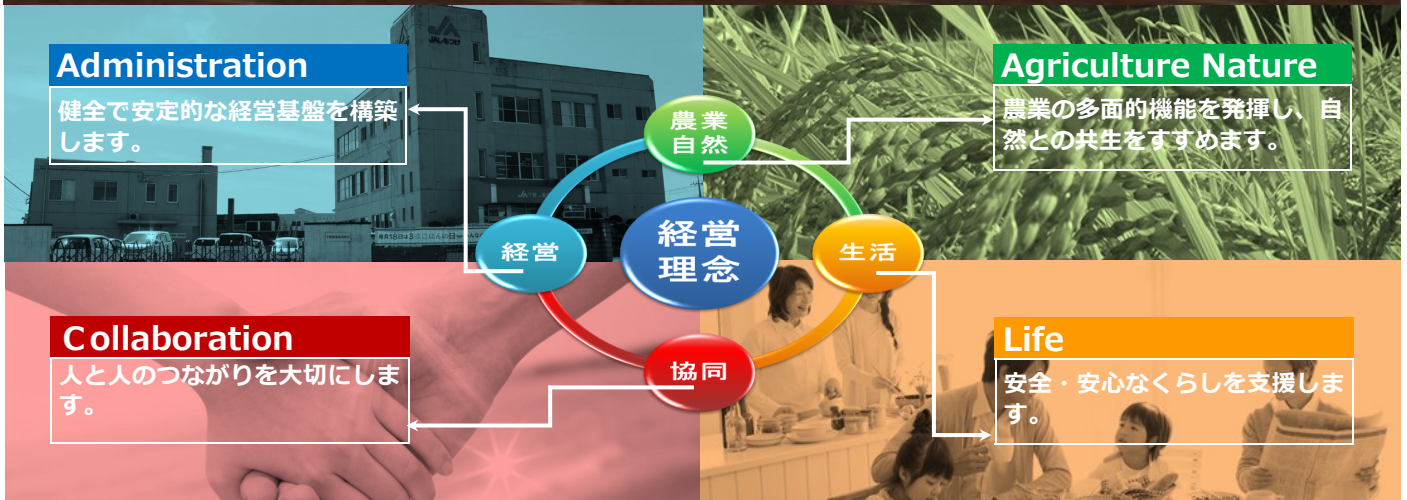 Administration
健全で安定的な経営基盤を構築
します。
Agriculture Nature
農業の多面的機能を発揮し、自
然との共生をすすめます。
農業
自然
経営
経営
理念
生活
協同
Collaboration
人と人のつながりを大切にしま
す。
Life
安全・安心なくらしを支援しま
す。